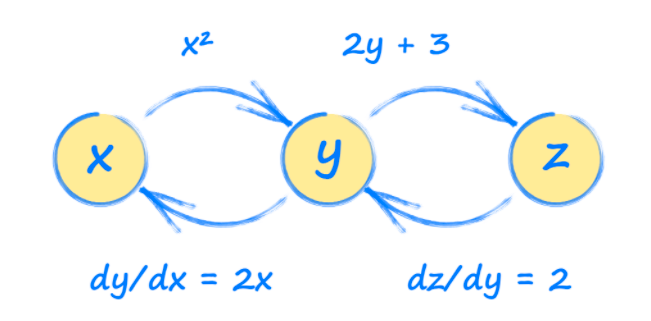 x²
2y + 3
x
y
z
dy/dx = 2x
dz/dy = 2